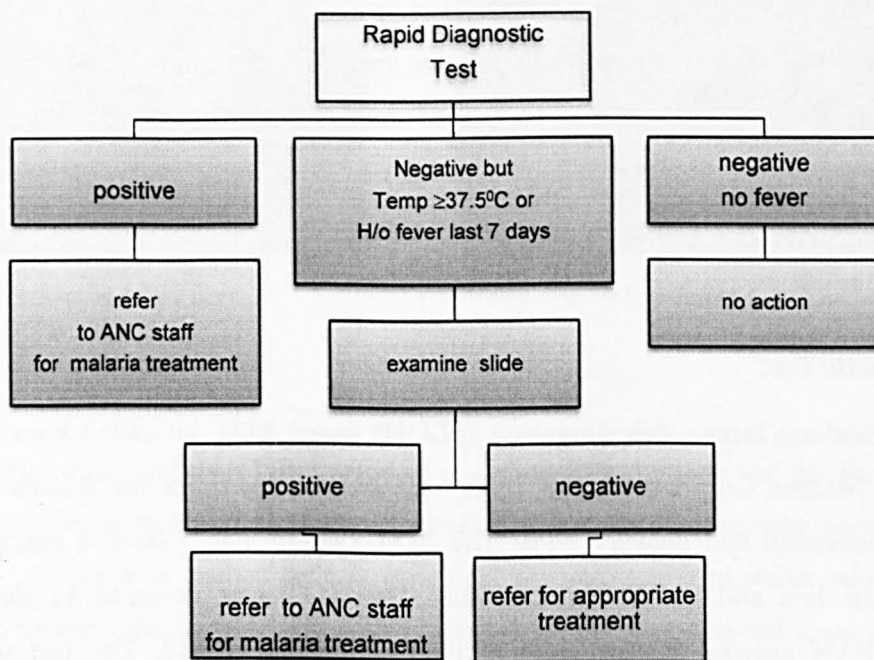 Rapid Diagnostic
Test
positive
Negative but
Temp ≥37.5⁰C or
H/o fever last 7 days
negative
no fever
refer
to ANC staff
for malaria treatment
examine slide
no action
positive
negative
refer to ANC staff
for malaria treatment
refer for appropriate
treatment